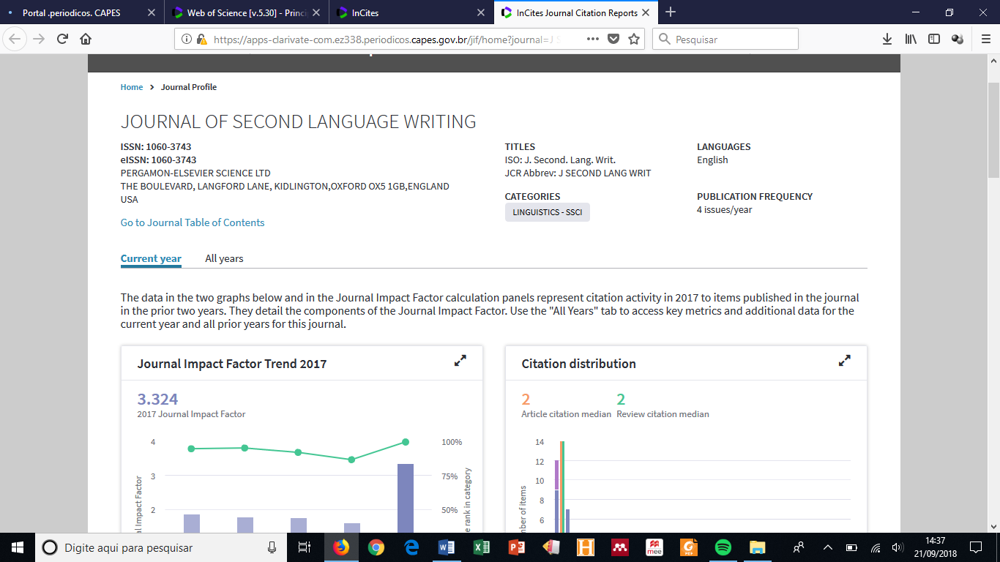 Portal .periodicos. CAPES
Web of Science [v.5.30] - Princi
InCites
InCites Journal Citation Reports
https://apps-clarivate-com.ez338.periodicos.capes.gov.br/jif/home?journal=J S
Pesquisar
Home > Journal Profile
JOURNAL OF SECOND LANGUAGE WRITING
ISSN: 1060-3743
eISSN: 1060-3743
PERGAMON-ELSEVIER SCIENCE LTD
THE BOULEVARD, LANGFORD LANE, KIDLINGTON,OXFORD OX5 1GB,ENGLAND
USA
Go to Journal Table of Contents
TITLES
ISO: J. Second. Lang. Writ.
JCR Abbrev: J SECOND LANG WRIT
CATEGORIES
LINGUISTICS - SSCI
LANGUAGES
English
PUBLICATION FREQUENCY
4 issues/year
Current year
All years
The data in the two graphs below and in the Journal Impact Factor calculation panels represent citation activity in 2017 to items published in the journal
in the prior two years. They detail the components of the Journal Impact Factor. Use the "All Years" tab to access key metrics and additional data for the
current year and all prior years for this journal.
Journal Impact Factor Trend 2017
3.324
2017 Journal Impact Factor
4
3
2
al Impact Factor
100%
75%
50%
e rank in category
Citation distribution
2
Article citation median
2
Review citation median
14
12
10
8
6
mber of items
Digite aqui para pesquisar
mee
PDF
14:37
21/09/2018